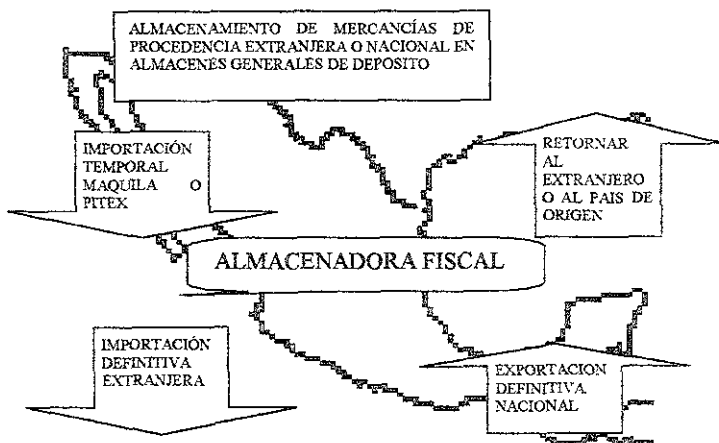 ALMACENAMIENTO DE MERCANCÍAS DE
PROCEDENCIA EXTRANJERA O NACIONAL EN
ALMACENES GENERALES DE DEPOSITO
IMPORTACIÓN
TEMPORAL
MAQUILA O
PITEX
RETORNAR
AL
EXTRANJERO
O AL PAIS DE
ORIGEN
ALMACENADORA FISCAL
IMPORTACIÓN
DEFINITIVA
EXTRANJERA
EXPORTACION
DEFINITIVA
NACIONAL